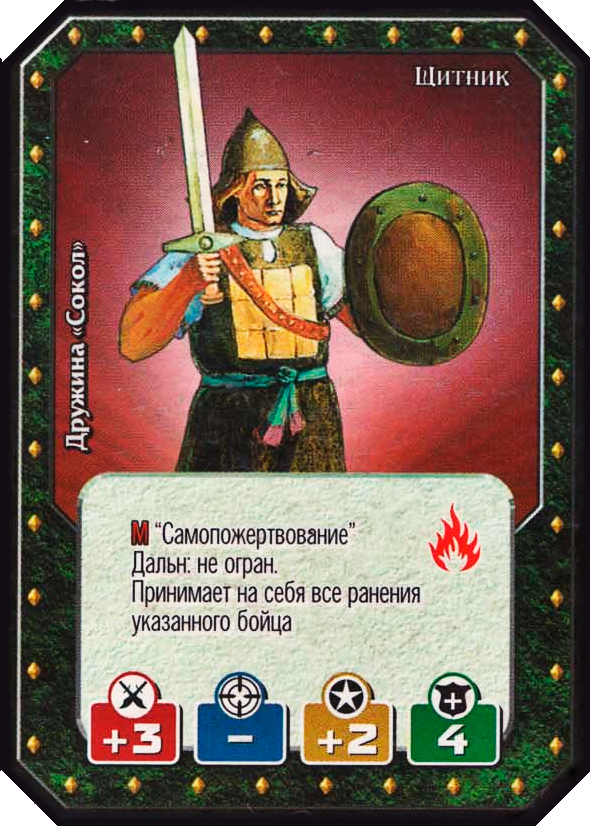 Щитник
Дружина «Сокол»
М “Самопожертвование”
Дальн: не огран.
Принимает на себя все ранения
указанного бойца
+3
–
+2
4